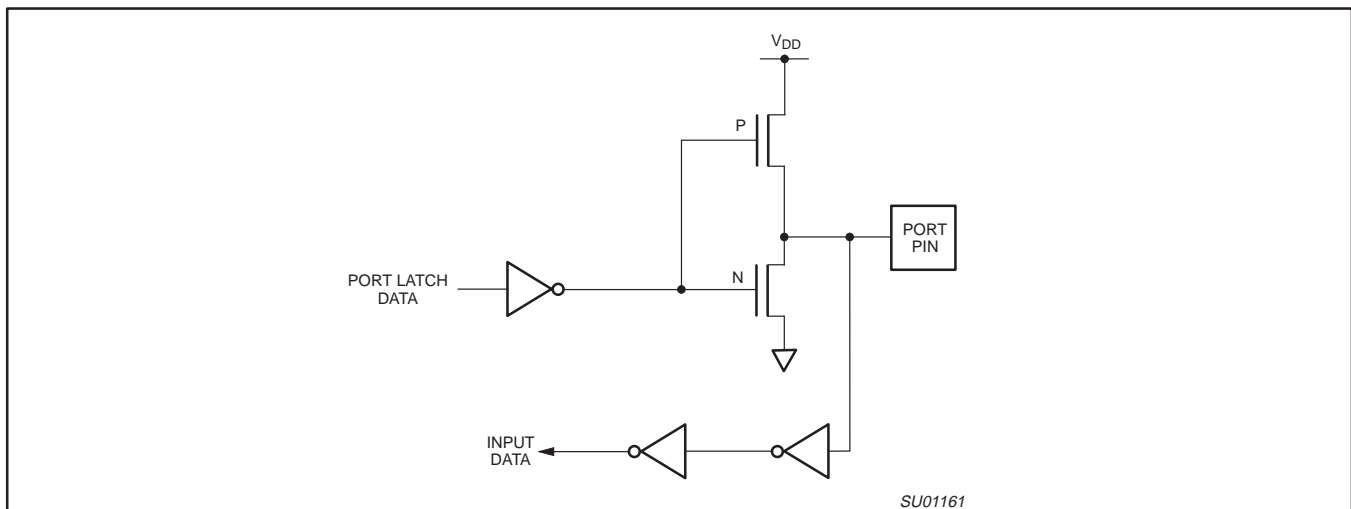 VDD
P
PORT
PIN
N
PORT LATCH
DATA
INPUT
DATA
SU01161